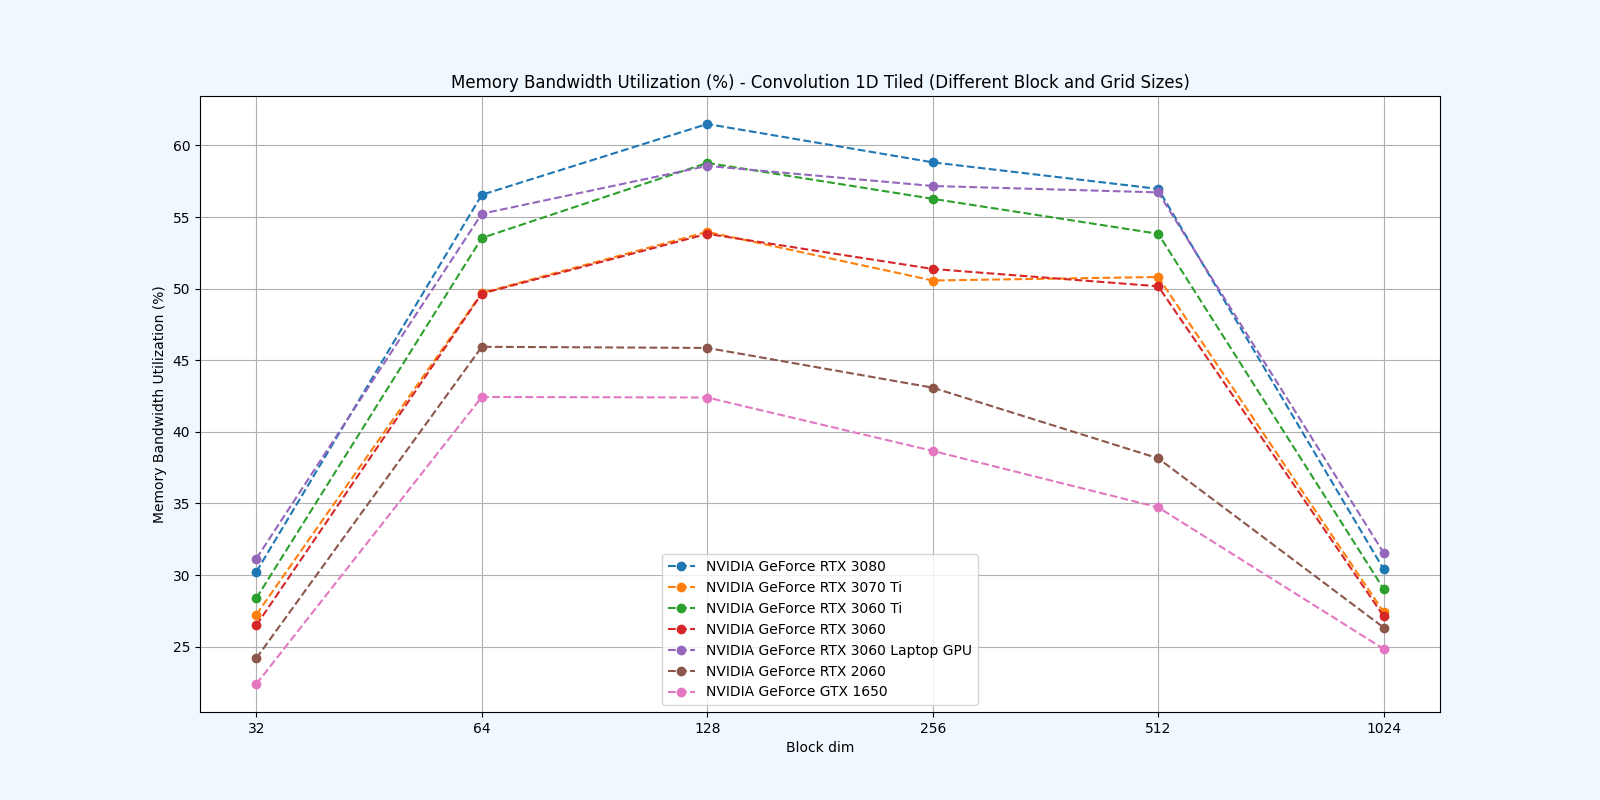 Memory Bandwidth Utilization (%) - Convolution 1D Tiled (Different Block and Grid Sizes)
Memory Bandwidth Utilization (%)
60
55
50
45
40
35
30
25
NVIDIA GeForce RTX 3080
NVIDIA GeForce RTX 3070 Ti
NVIDIA GeForce RTX 3060 Ti
NVIDIA GeForce RTX 3060
NVIDIA GeForce RTX 3060 Laptop GPU
NVIDIA GeForce RTX 2060
NVIDIA GeForce GTX 1650
32 64 128 256 512 1024
Block dim